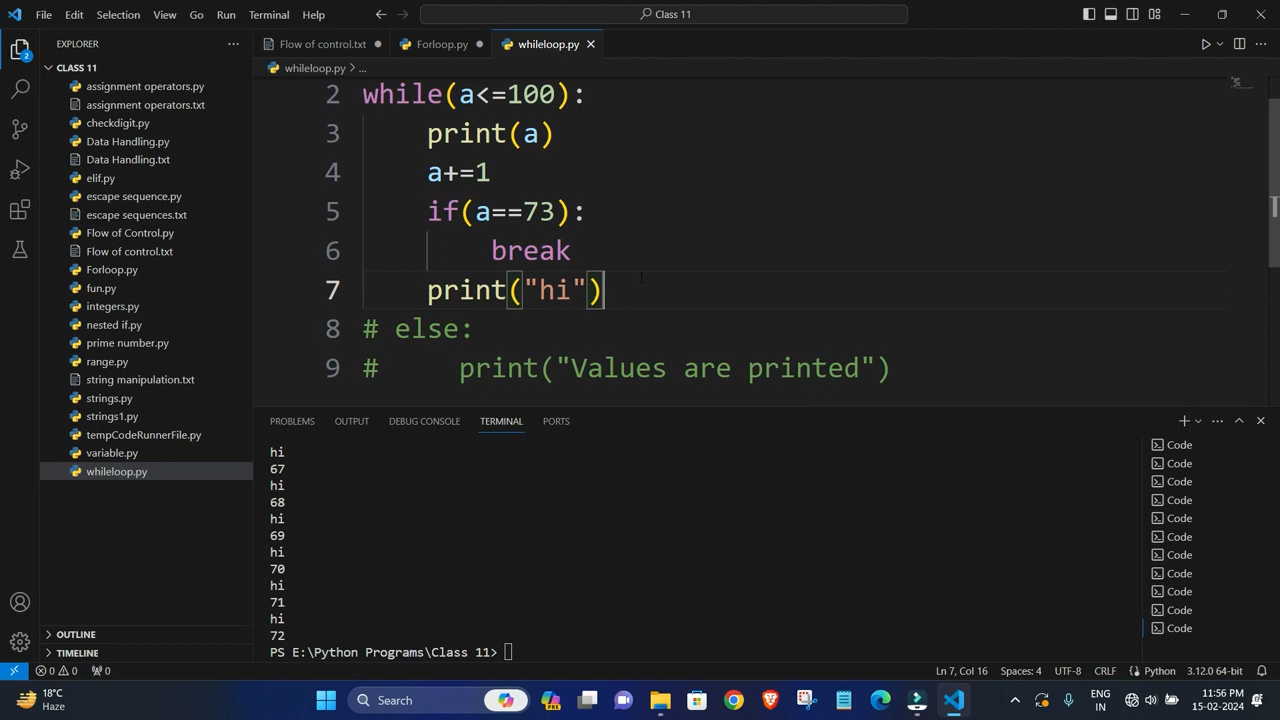 File Edit Selection View Go Run Terminal Help
Class 11
EXPLORER
Flow of control.txt
Forloop.py
whileloop.py
CLASS 11
whileloop.py > ...
assignment operators.py
assignment operators.txt
checkdigit.py
Data Handling.py
Data Handling.txt
elif.py
escape sequence.py
escape sequences.txt
Flow of Control.py
Flow of control.txt
Forloop.py
fun.py
integers.py
nested if.py
prime number.py
range.py
string manipulation.txt
strings.py
strings1.py
tempCodeRunnerFile.py
variable.py
whileloop.py
OUTLINE
TIMELINE
2
2 while(a<=100):
3 print(a)
4 a+=1
5 if(a==73):
6 break
7 print("hi")
8 # else:
9 # print("Values are printed")
PROBLEMS OUTPUT DEBUG CONSOLE TERMINAL PORTS
hi
67
hi
68
hi
69
hi
70
hi
71
hi
72
PS E:\Python Programs\Class 11>
Code
Code
Code
Code
Code
Code
Code
Code
Code
Code
Code
0 0 0
Ln 7, Col 16 Spaces: 4 UTF-8 CRLF Python 3.12.0 64-bit
18°C
Haze
Search
PRE
ENG
IN
11:56 PM
15-02-2024